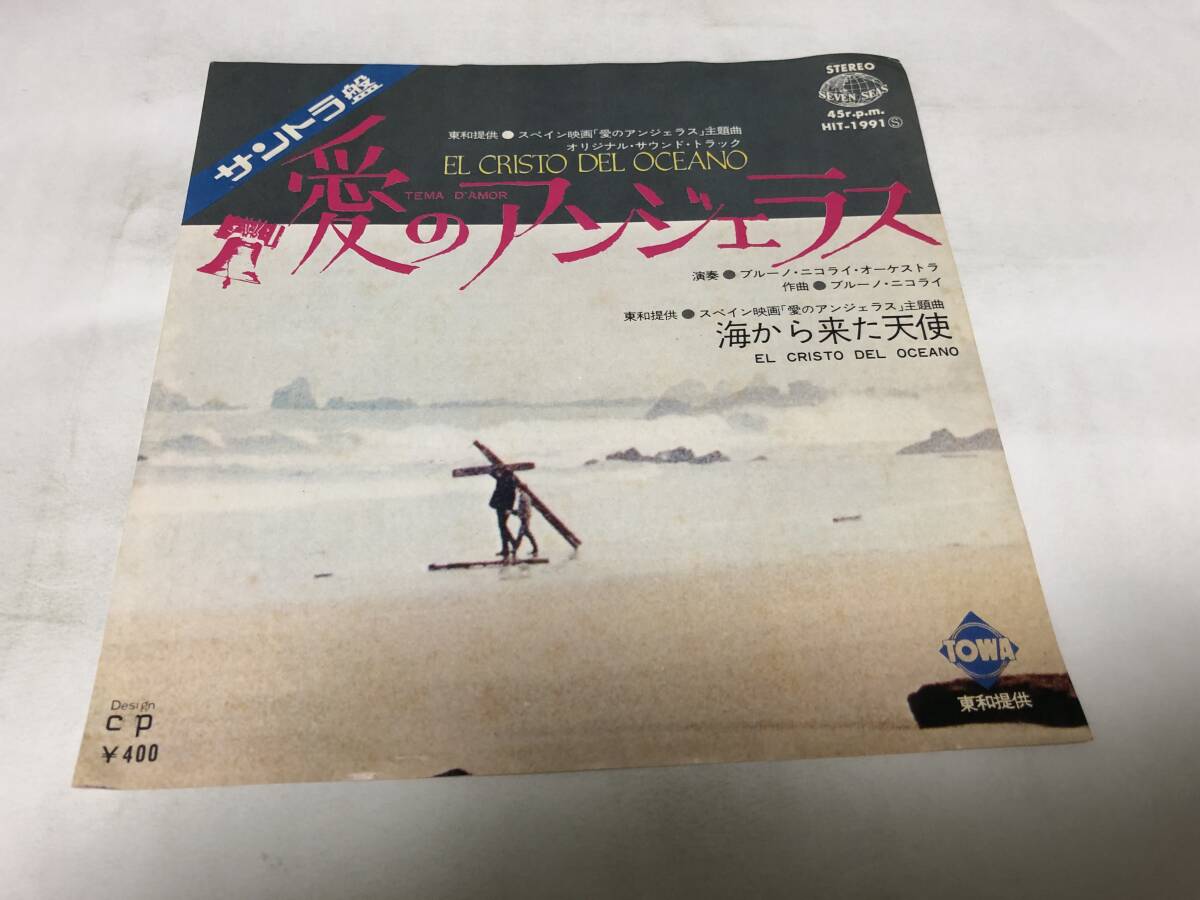 サントラ盤
STEREO
SEVEN SEAS
45r.p.m.
HIT-1991Ⓢ
東和提供●スペイン映画「愛のアンジェラス」主題曲
オリジナル・サウンド・トラック
EL CRISTO DEL OCEANO
TEMA D'AMOR
愛のアンジェラス
演奏●ブルーノ・ニコライ・オーケストラ
作曲●ブルーノ・ニコライ
東和提供●スペイン映画「愛のアンジェラス」主題曲
海から来た天使
EL CRISTO DEL OCEANO
TOWA
東和提供
Design
cp
¥400